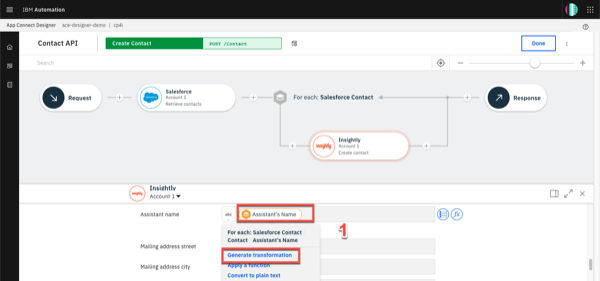 IBM Automation
App Connect Designer
ace-designer-demo | cp4i
Contact API
Create Contact
POST /Contact
Done
Search
Request
Salesforce
Account 1
Retrieve contacts
For each: Salesforce Contact
Response
Insightly
Account 1
Create contact
Insightly
Account 1
Assistant name
abc
Assistant's Name
1
For each: Salesforce Contact
Contact Assistant's Name
Mailing address street
Generate transformation
Apply a function
Mailing address city
Convert to plain text